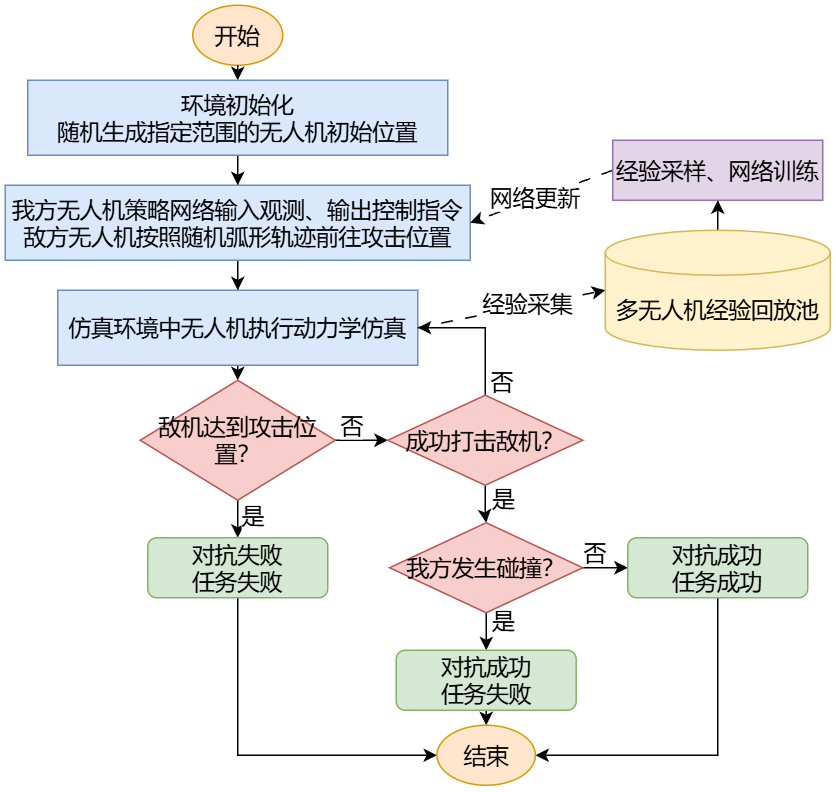 开始
环境初始化
随机生成指定范围的无人机初始位置
经验采样、网络训练
网络更新
我方无人机策略网络输入观测、输出控制指令
敌方无人机按照随机弧形轨迹前往攻击位置
经验采集
多无人机经验回放池
仿真环境中无人机执行动力学仿真
否
敌机达到攻击位
置？
否
成功打击敌机？
是
是
对抗失败
任务失败
我方发生碰撞？
否
对抗成功
任务成功
是
对抗成功
任务失败
结束